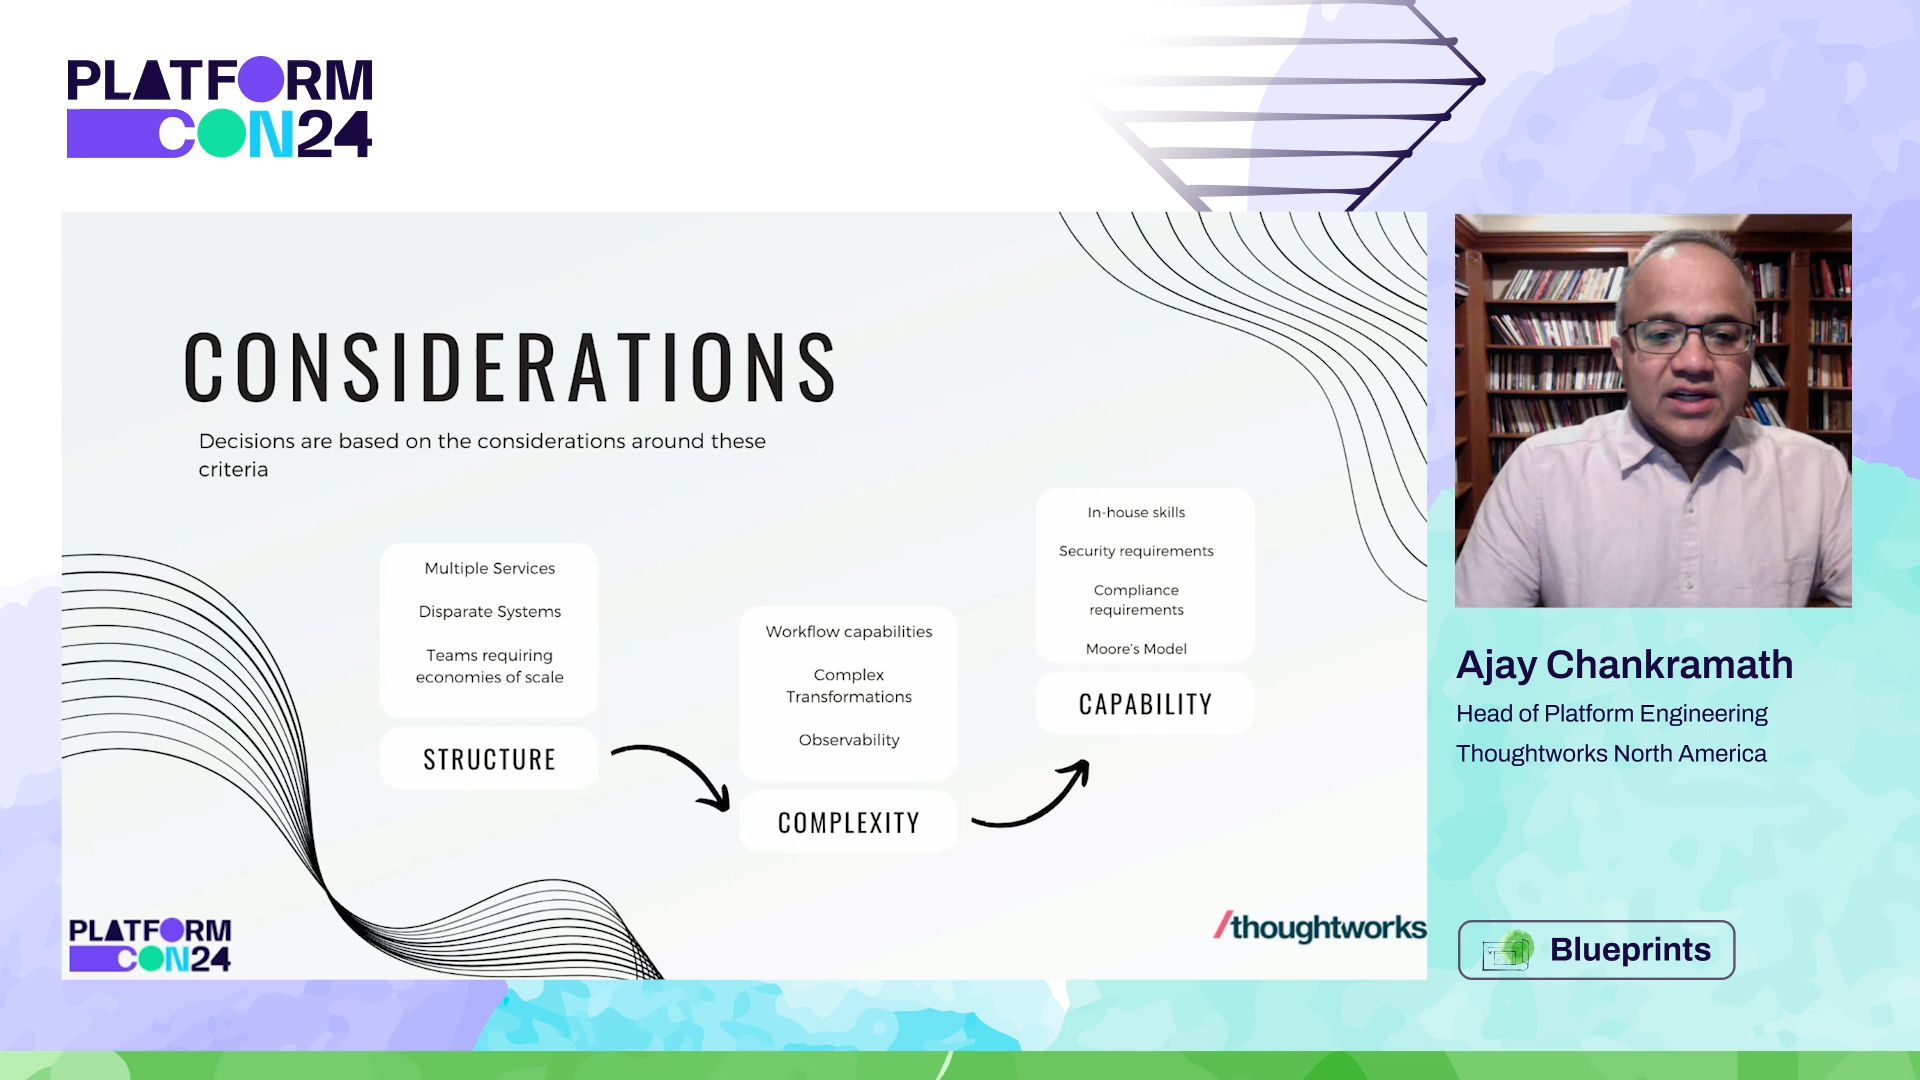 PLATFORM
CON24
CONSIDERATIONS
Decisions are based on the considerations around these
criteria
Multiple Services
Disparate Systems
Teams requiring
economies of scale
STRUCTURE
Workflow capabilities
Complex
Transformations
Observability
COMPLEXITY
In-house skills
Security requirements
Compliance
requirements
Moore's Model
CAPABILITY
PLATFORM
CON24
/thoughtworks
Ajay Chankramath
Head of Platform Engineering
Thoughtworks North America
Blueprints